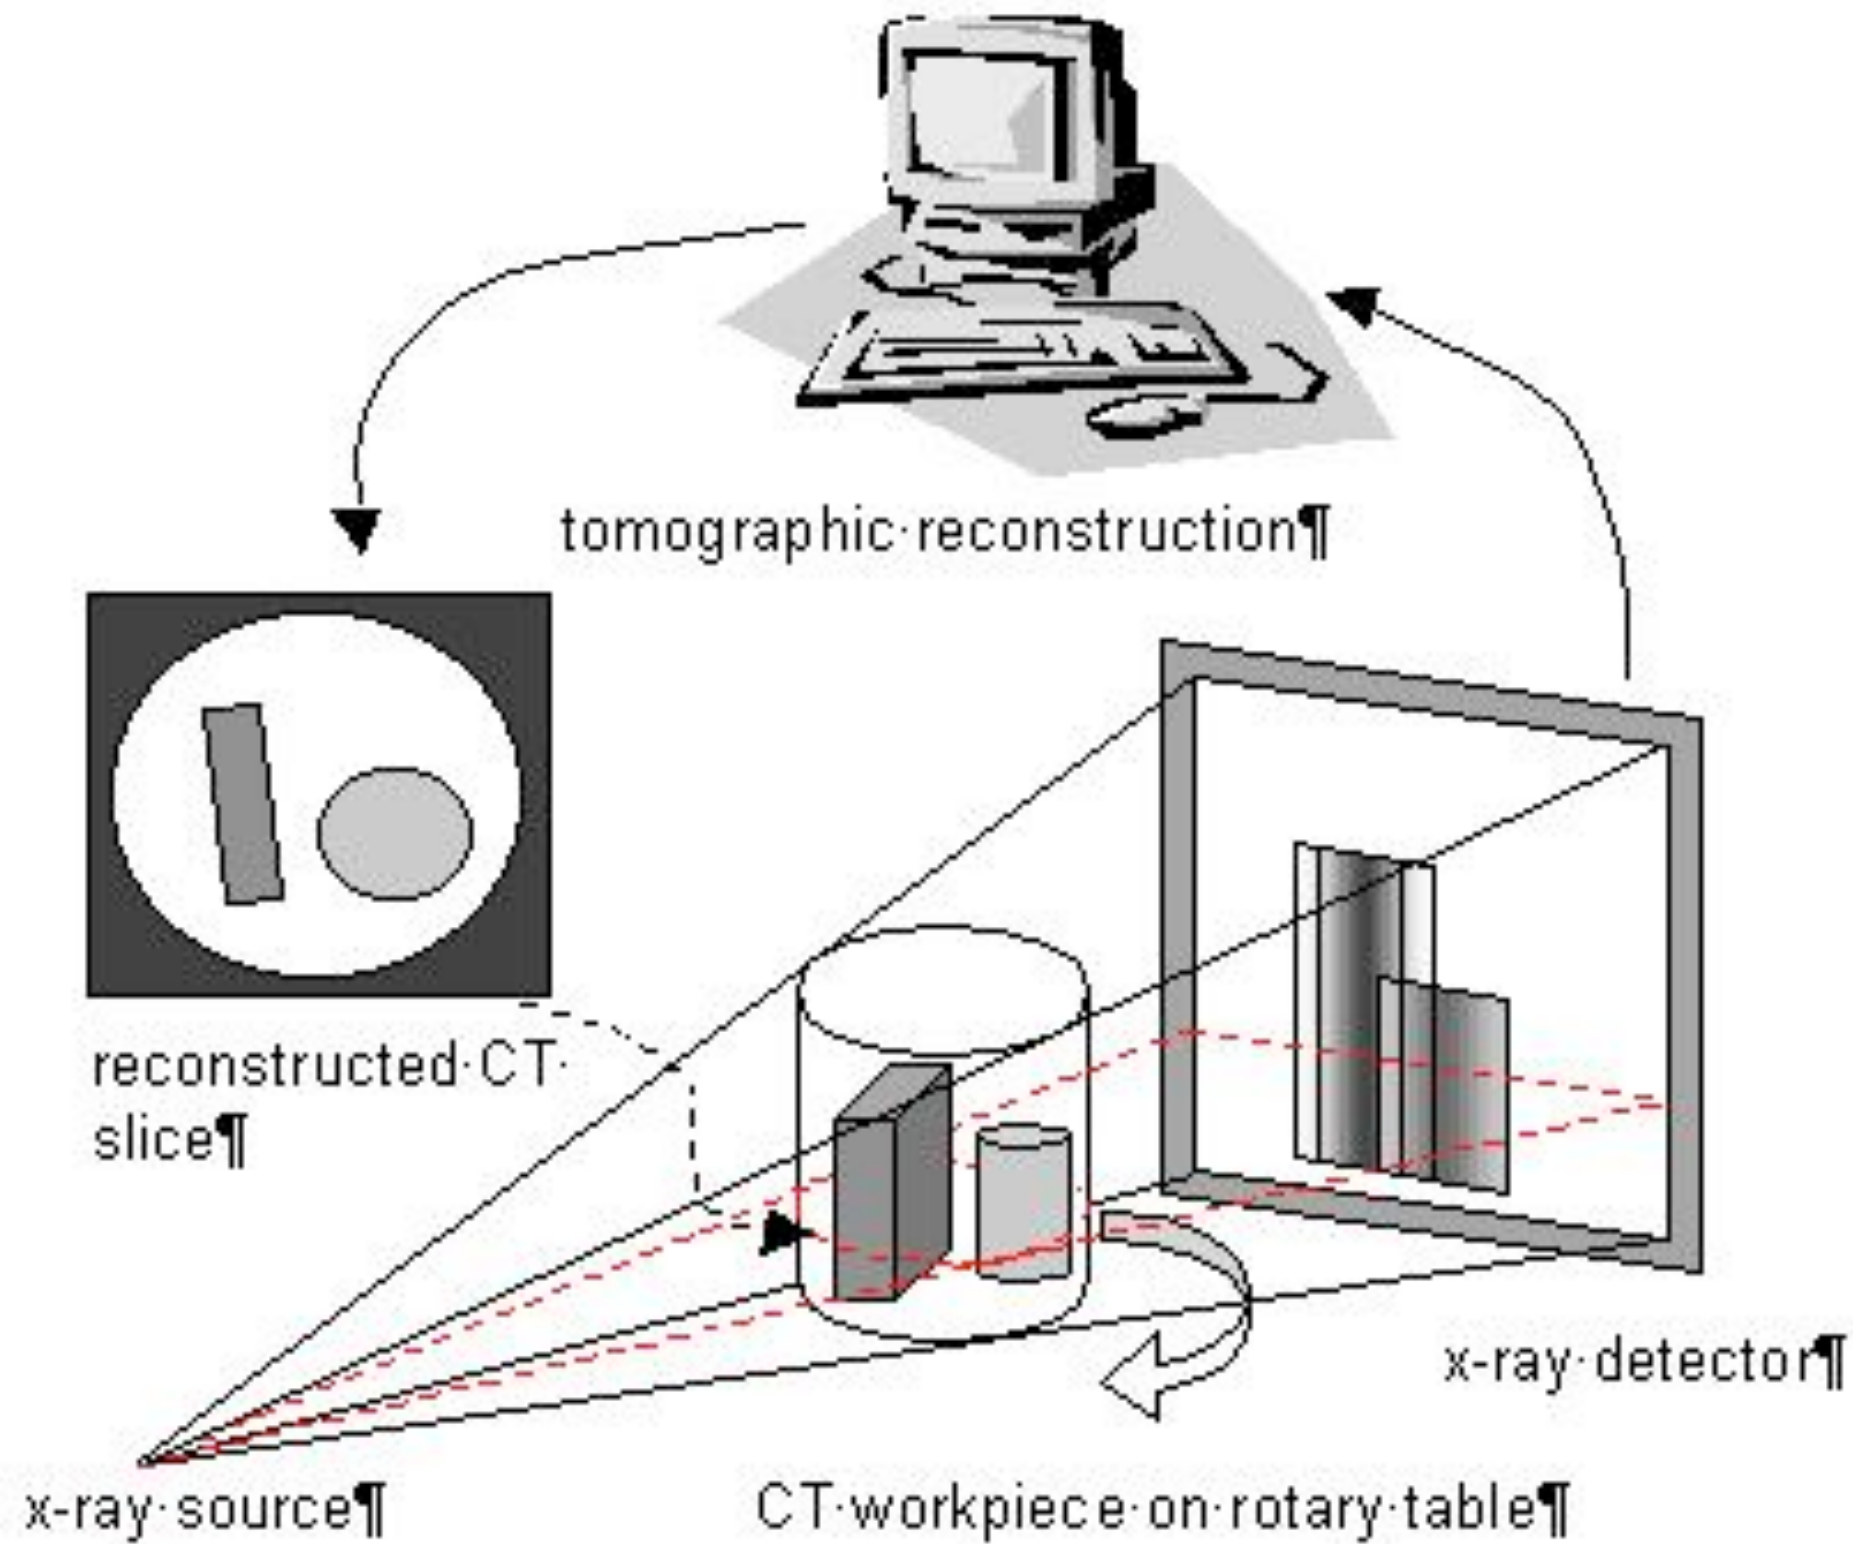 tomographic·reconstruction¶
reconstructed·CT·
slice¶
x-ray·detector¶
x-ray·source¶
CT·workpiece·on·rotary·table¶